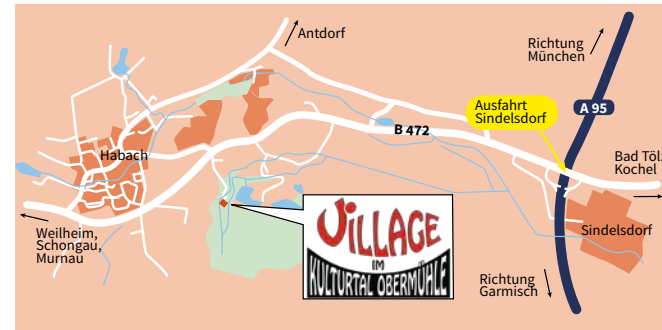 Antdorf
Richtung
München
Ausfahrt
Sindelsdorf
A 95
B 472
Habach
Bad Tölz
Kochel
Weilheim,
Schongau,
Murnau
VILLAGE
IM
KULTURTAL OBERMÜHLE
Sindelsdorf
Richtung
Garmisch